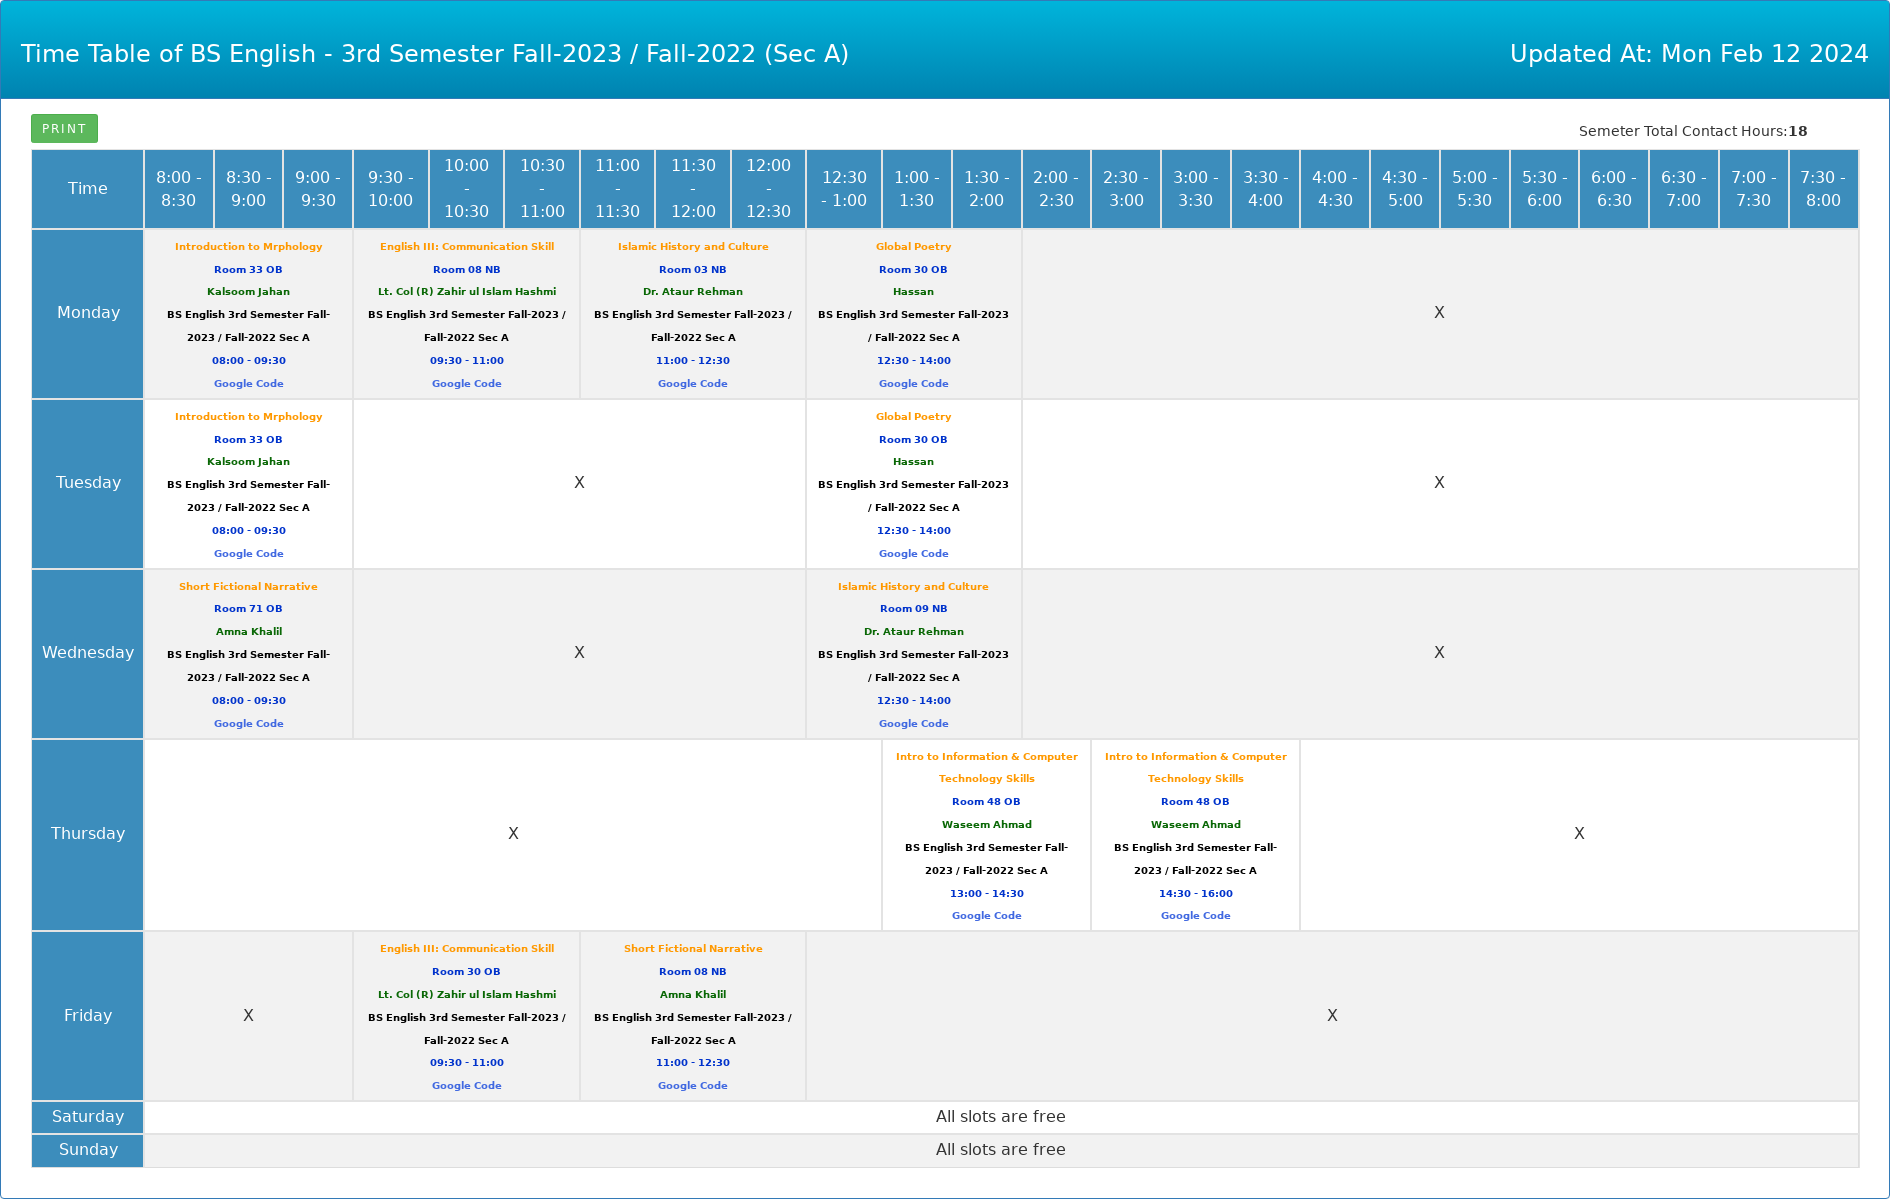 Time Table of BS English - 3rd Semester Fall-2023 / Fall-2022 (Sec A)
Updated At: Mon Feb 12 2024
PRINT
Semeter Total Contact Hours:18
Time
8:00 -
8:30
8:30 -
9:00
9:00 -
9:30
9:30 -
10:00
10:00
-
10:30
10:30
-
11:00
11:00
-
11:30
11:30
-
12:00
12:00
-
12:30
12:30
- 1:00
1:00 -
1:30
1:30 -
2:00
2:00 -
2:30
2:30 -
3:00
3:00 -
3:30
3:30 -
4:00
4:00 -
4:30
4:30 -
5:00
5:00 -
5:30
5:30 -
6:00
6:00 -
6:30
6:30 -
7:00
7:00 -
7:30
7:30 -
8:00
Monday
Introduction to Mrphology
Room 33 OB
Kalsoom Jahan
BS English 3rd Semester Fall-
2023 / Fall-2022 Sec A
08:00 - 09:30
Google Code
English III: Communication Skill
Room 08 NB
Lt. Col (R) Zahir ul Islam Hashmi
BS English 3rd Semester Fall-2023 /
Fall-2022 Sec A
09:30 - 11:00
Google Code
Islamic History and Culture
Room 03 NB
Dr. Ataur Rehman
BS English 3rd Semester Fall-2023 /
Fall-2022 Sec A
11:00 - 12:30
Google Code
Global Poetry
Room 30 OB
Hassan
BS English 3rd Semester Fall-2023
/ Fall-2022 Sec A
12:30 - 14:00
Google Code
X
Tuesday
Introduction to Mrphology
Room 33 OB
Kalsoom Jahan
BS English 3rd Semester Fall-
2023 / Fall-2022 Sec A
08:00 - 09:30
Google Code
X
Global Poetry
Room 30 OB
Hassan
BS English 3rd Semester Fall-2023
/ Fall-2022 Sec A
12:30 - 14:00
Google Code
X
Wednesday
Short Fictional Narrative
Room 71 OB
Amna Khalil
BS English 3rd Semester Fall-
2023 / Fall-2022 Sec A
08:00 - 09:30
Google Code
X
Islamic History and Culture
Room 09 NB
Dr. Ataur Rehman
BS English 3rd Semester Fall-2023
/ Fall-2022 Sec A
12:30 - 14:00
Google Code
X
Thursday
X
Intro to Information & Computer
Technology Skills
Room 48 OB
Waseem Ahmad
BS English 3rd Semester Fall-
2023 / Fall-2022 Sec A
13:00 - 14:30
Google Code
Intro to Information & Computer
Technology Skills
Room 48 OB
Waseem Ahmad
BS English 3rd Semester Fall-
2023 / Fall-2022 Sec A
14:30 - 16:00
Google Code
X
Friday
X
English III: Communication Skill
Room 30 OB
Lt. Col (R) Zahir ul Islam Hashmi
BS English 3rd Semester Fall-2023 /
Fall-2022 Sec A
09:30 - 11:00
Google Code
Short Fictional Narrative
Room 08 NB
Amna Khalil
BS English 3rd Semester Fall-2023 /
Fall-2022 Sec A
11:00 - 12:30
Google Code
X
Saturday
All slots are free
Sunday
All slots are free